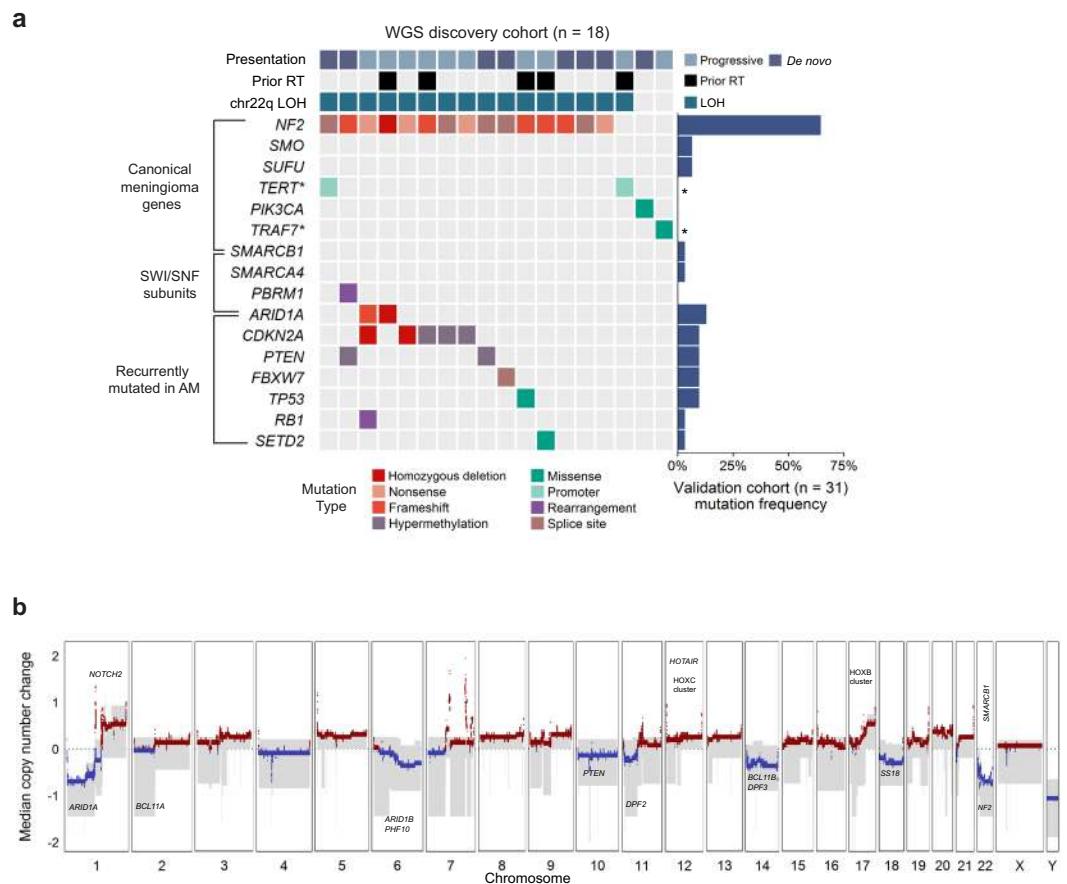 a
WGS discovery cohort (n = 18)
Presentation
Progressive
De novo
Prior RT
Prior RT
chr22q LOH
LOH
NF2
SMO
SUFU
TERT*
*
PIK3CA
TRAF7*
*
SMARCB1
SMARCA4
PBRM1
ARID1A
CDKN2A
PTEN
FBXW7
TP53
RB1
SETD2
Canonical
meningioma
genes
SWI/SNF
subunits
Recurrently
mutated in AM
0% 25% 50% 75%
Validation cohort (n = 31)
mutation frequency
Mutation
Type
Homozygous deletion
Nonsense
Frameshift
Hypermethylation
Missense
Promoter
Rearrangement
Splice site
b
Median copy number change
2
1
0
-1
-2
NOTCH2
ARID1A
BCL11A
ARID1B
PHF10
PTEN
DPF2
HOTAIR
HOXC
cluster
BCL11B
DPF3
HOXB
cluster
SS18
SMARCB1
NF2
1 2 3 4 5 6 7 8 9 10 11 12 13 14 15 16 17 18 19 20 21 22 X Y
Chromosome